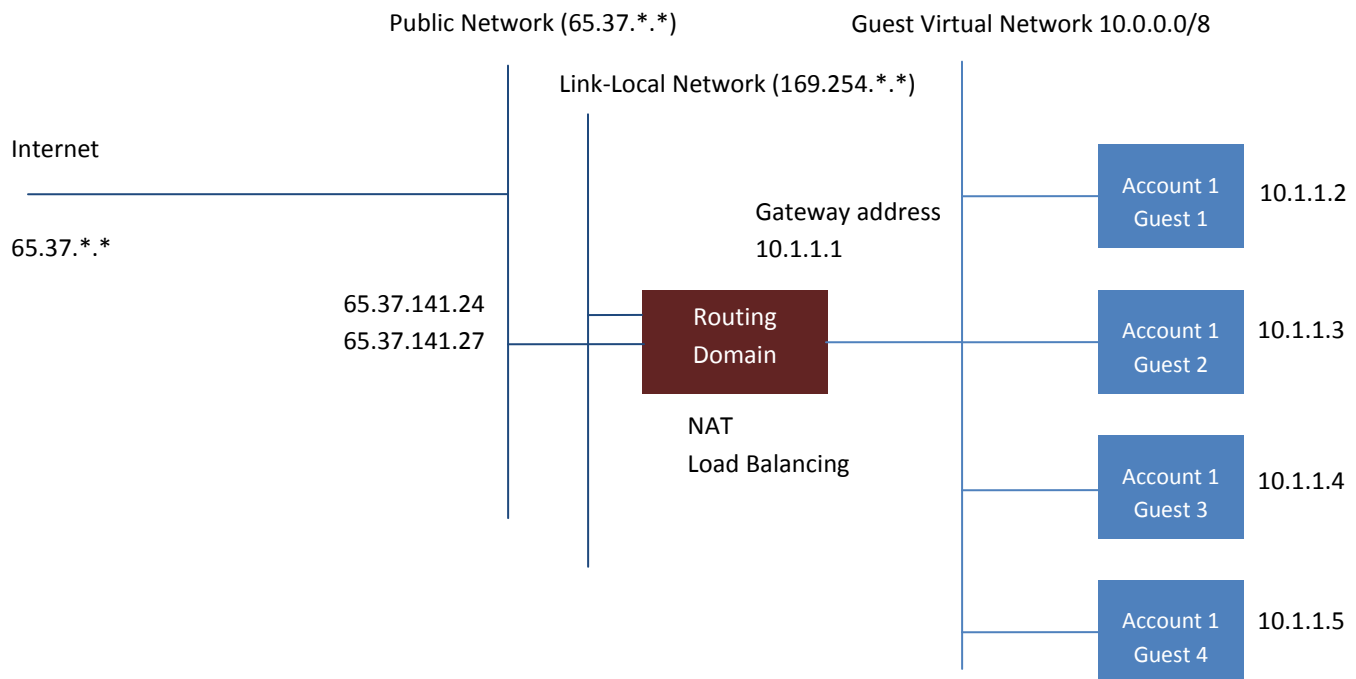 Public Network (65.37.*.*)
Guest Virtual Network 10.0.0.0/8
Link-Local Network (169.254.*.*)
Internet
65.37.*.*
65.37.141.24
65.37.141.27
Gateway address
10.1.1.1
Routing
Domain
NAT
Load Balancing
Account 1
Guest 1
10.1.1.2
Account 1
Guest 2
10.1.1.3
Account 1
Guest 3
10.1.1.4
Account 1
Guest 4
10.1.1.5